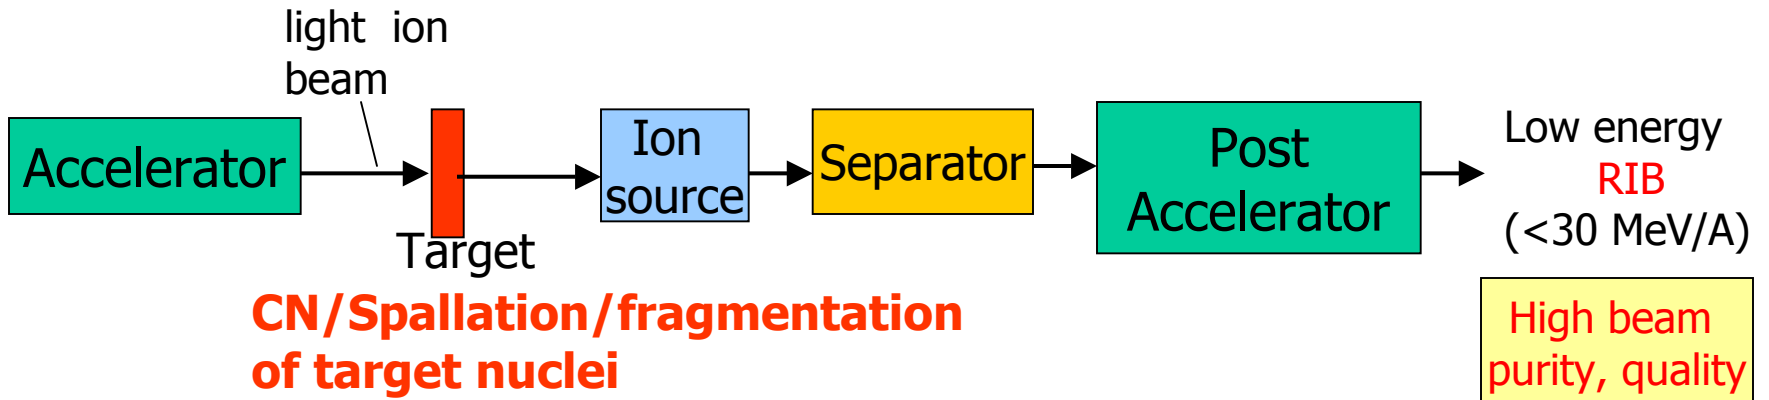 light ion
beam
Accelerator
Target
Ion
source
Separator
Post
Accelerator
Low energy
RIB
(<30 MeV/A)
CN/Spallation/fragmentation
of target nuclei
High beam
purity, quality